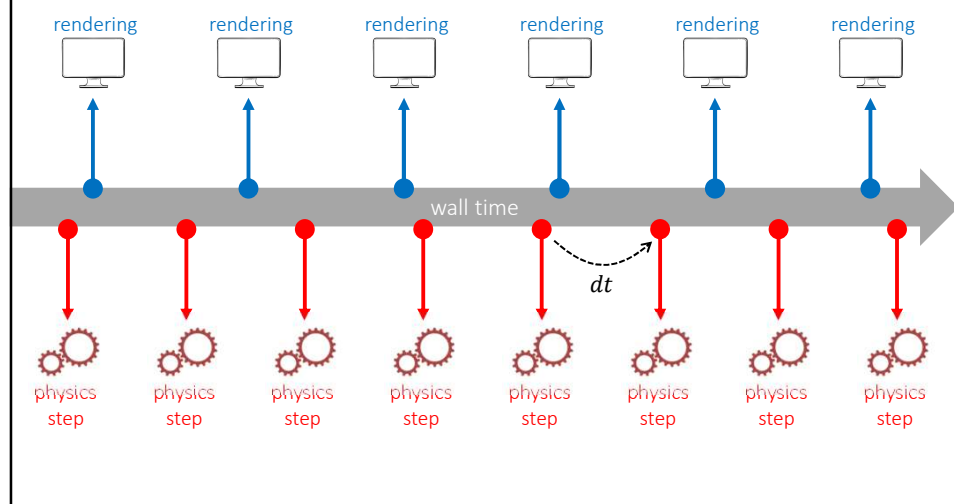 rendering rendering rendering rendering rendering rendering
wall time
dt
physics physics physics physics physics physics physics physics
step step step step step step step step